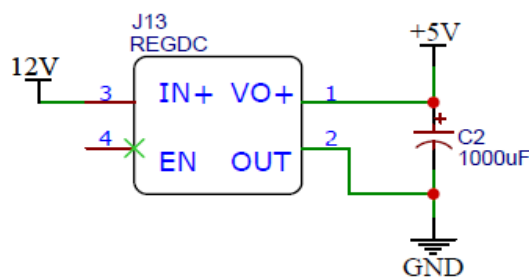 J13
REGDC
+5V
12V
3 IN+ VO+ 1
4 EN OUT 2
+
C2
1000uF
GND